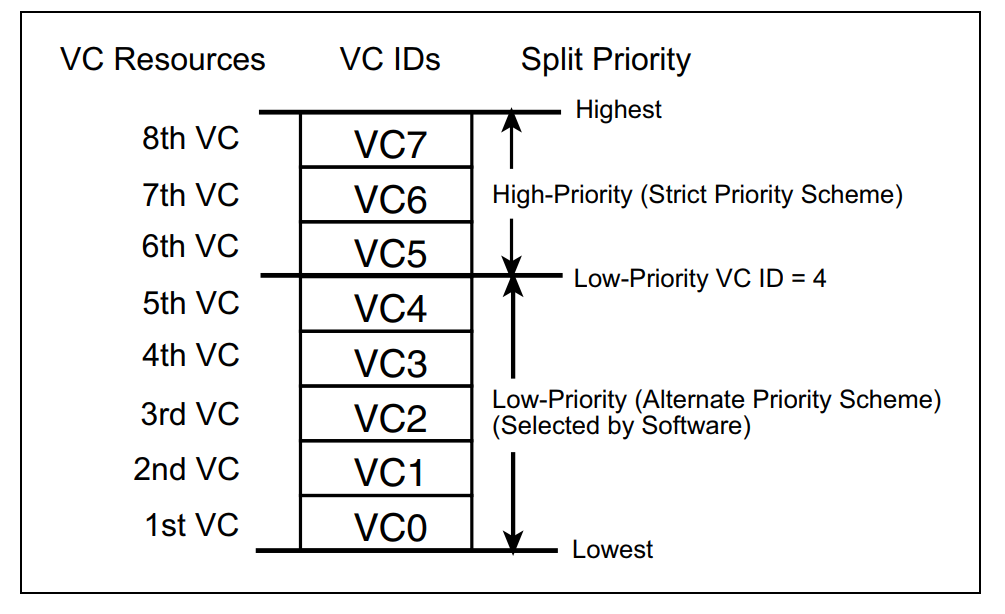 VC Resources VC IDs Split Priority
Highest
8th VC VC7
7th VC VC6 High-Priority (Strict Priority Scheme)
6th VC VC5
Low-Priority VC ID = 4
5th VC VC4
4th VC VC3
Low-Priority (Alternate Priority Scheme)
3rd VC VC2 (Selected by Software)
2nd VC VC1
1st VC VC0
Lowest